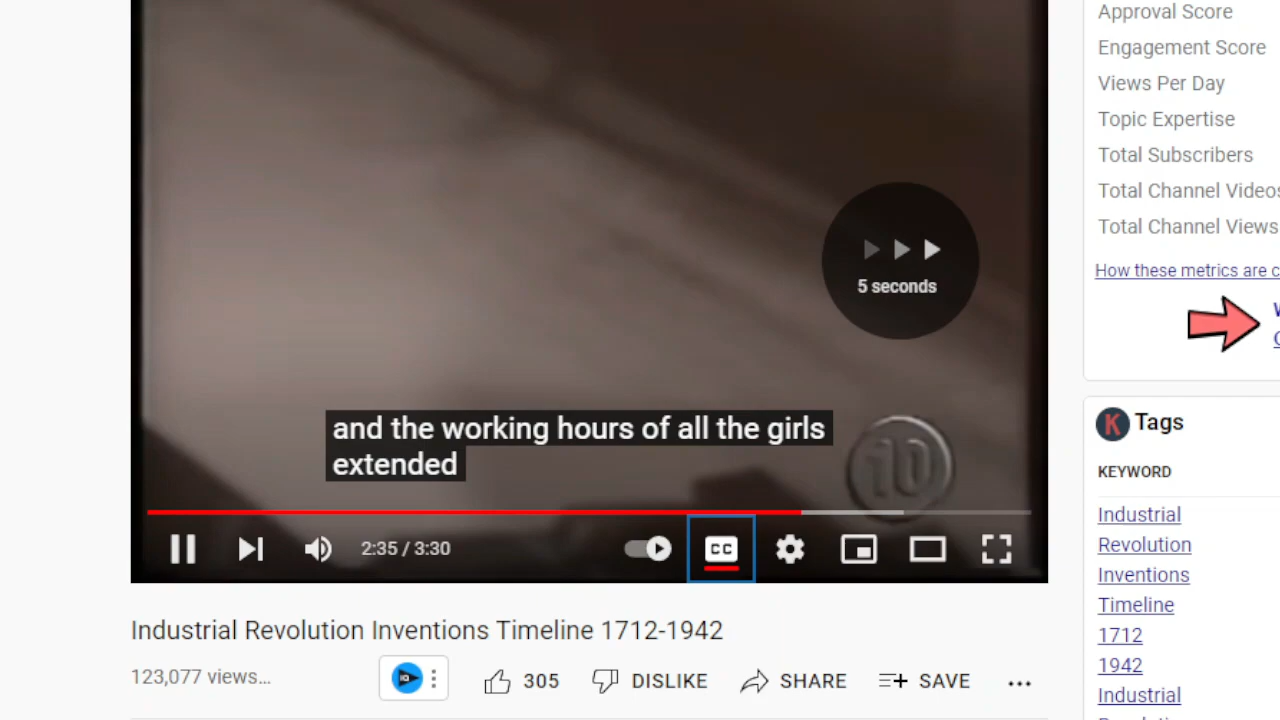 Approval Score
Engagement Score
Views Per Day
Topic Expertise
Total Subscribers
Total Channel Videos
Total Channel Views
How these metrics are c
5 seconds
and the working hours of all the girls
extended
10
2:35 / 3:30
CC
Industrial Revolution Inventions Timeline 1712-1942
123,077 views...
IQ
305
DISLIKE
SHARE
SAVE
K Tags
KEYWORD
Industrial
Revolution
Inventions
Timeline
1712
1942
Industrial